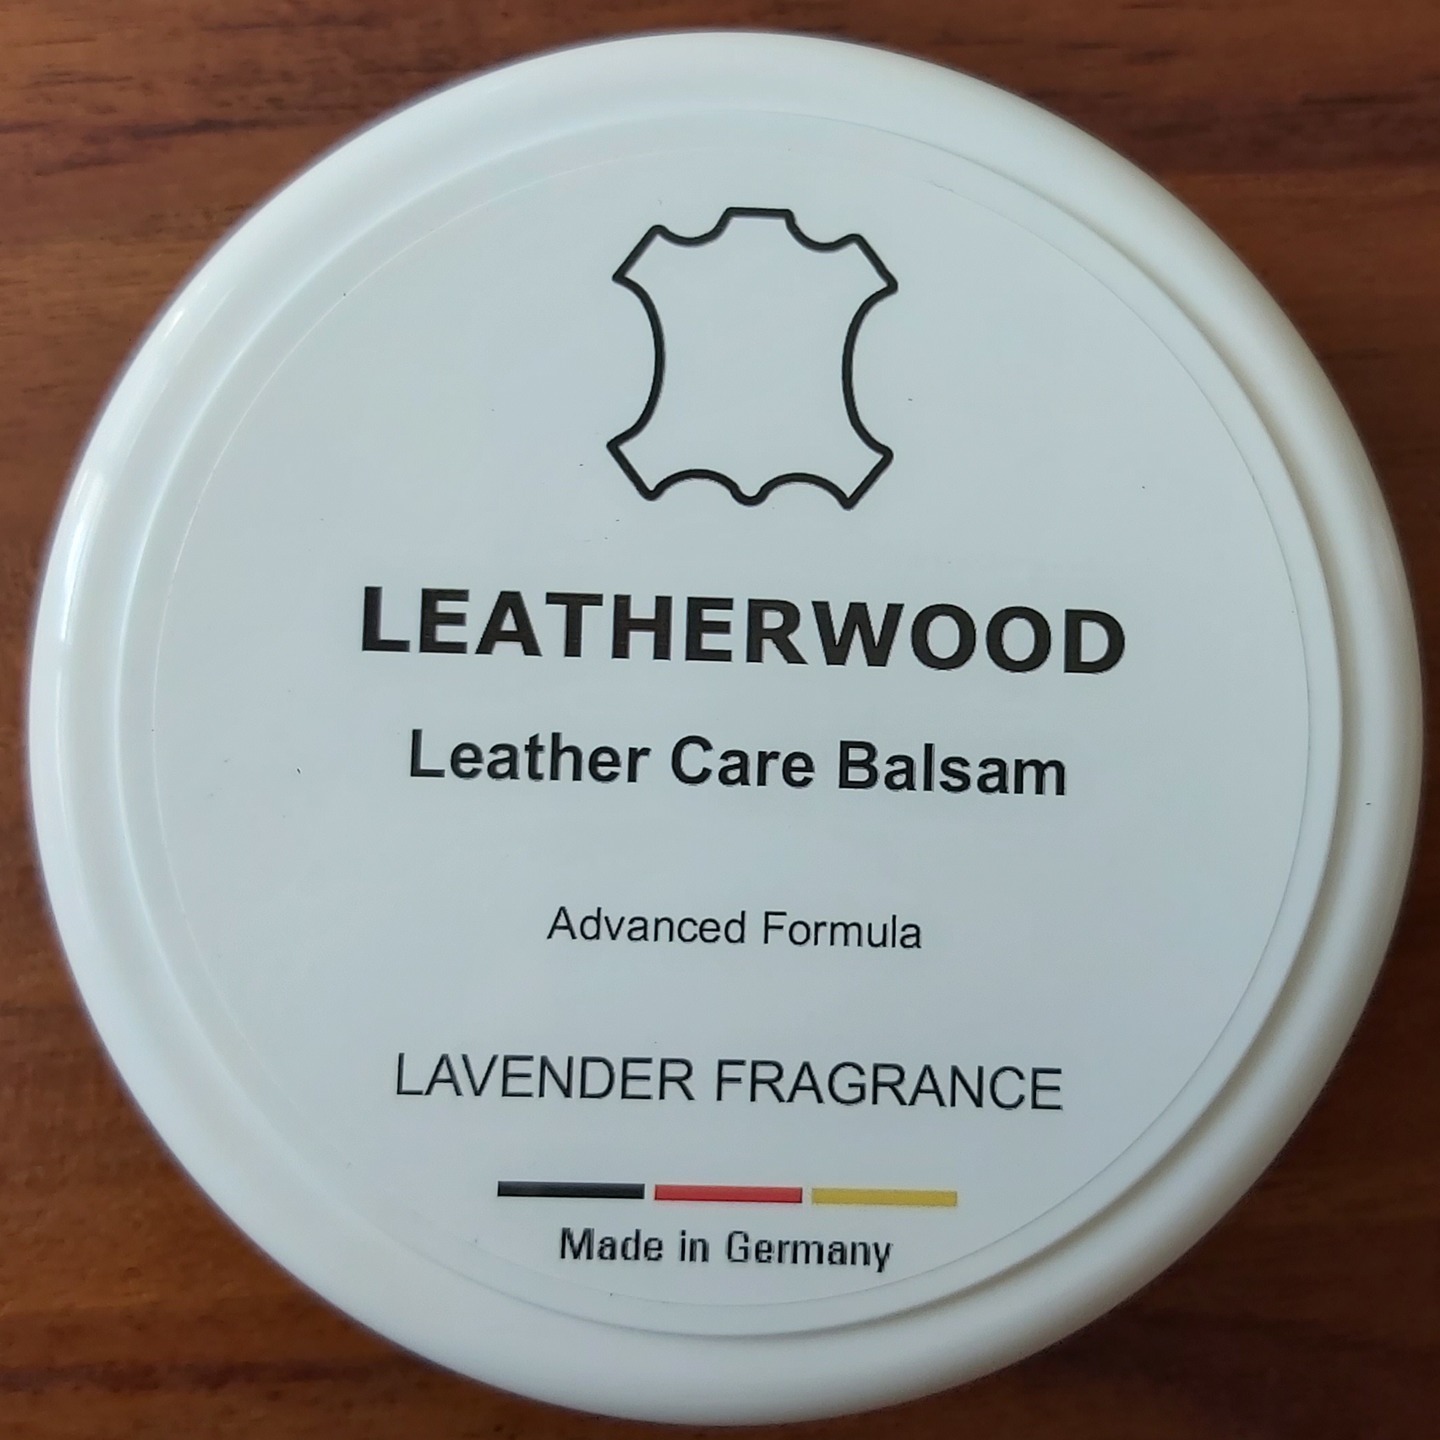 LEATHERWOOD
Leather Care Balsam
Advanced Formula
LAVENDER FRAGRANCE
Made in Germany